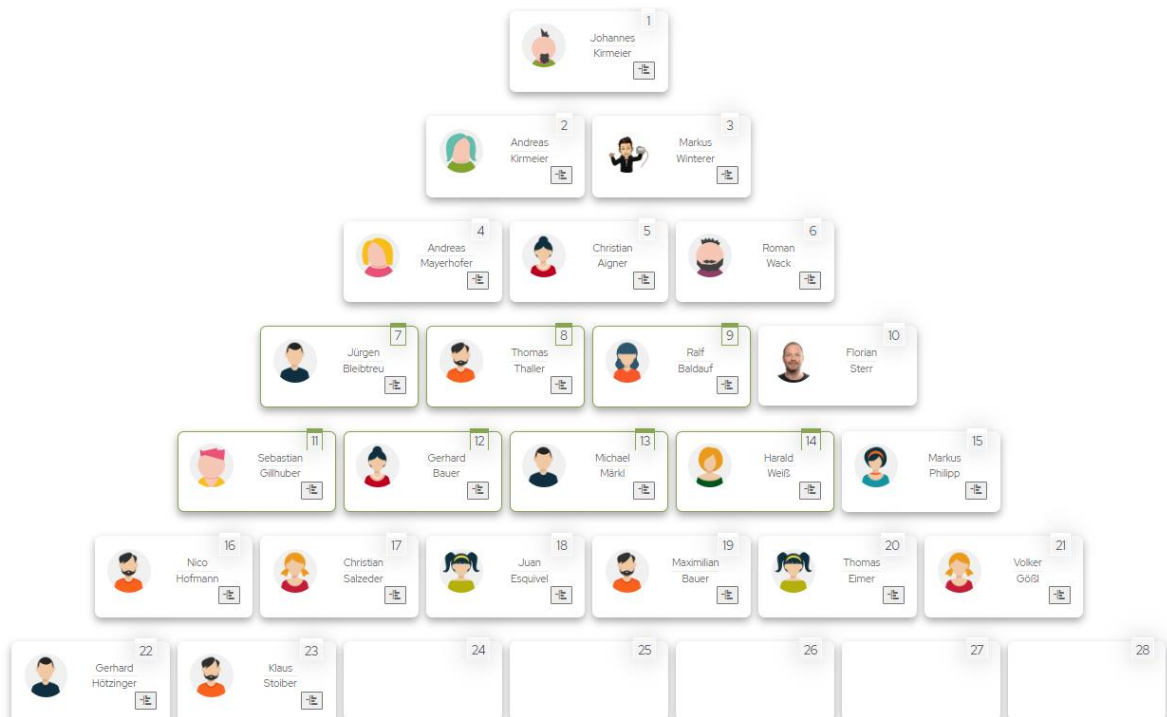 1
Johannes
Kirmeier
2
Andreas
Kirmeier
3
Markus
Winterer
4
Andreas
Mayerhofer
5
Christian
Aigner
6
Roman
Wack
7
Jürgen
Bleibtreu
8
Thomas
Thaller
9
Ralf
Baldauf
10
Florian
Sterr
11
Sebastian
Gillhuber
12
Gerhard
Bauer
13
Michael
Märkl
14
Harald
Weiß
15
Markus
Philipp
16
Nico
Hofmann
17
Christian
Salzeder
18
Juan
Esquivel
19
Maximilian
Bauer
20
Thomas
Eimer
21
Volker
Gößl
22
Gerhard
Hötzinger
23
Klaus
Stoiber
24
25
26
27
28